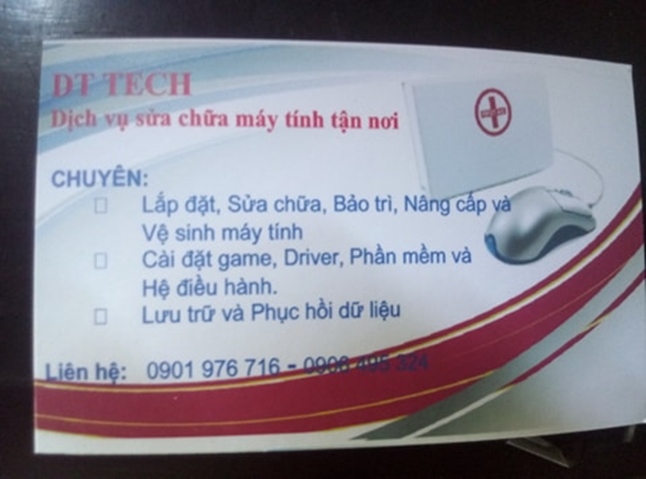 DT TECH
Dịch vụ sửa chữa máy tính tận nơi
CHUYÊN:
Lắp đặt, Sửa chữa, Bảo trì, Nâng cấp và
Vệ sinh máy tính
Cài đặt game, Driver, Phần mềm và
Hệ điều hành.
Lưu trữ và Phục hồi dữ liệu
Liên hệ: 0901 976 716 -